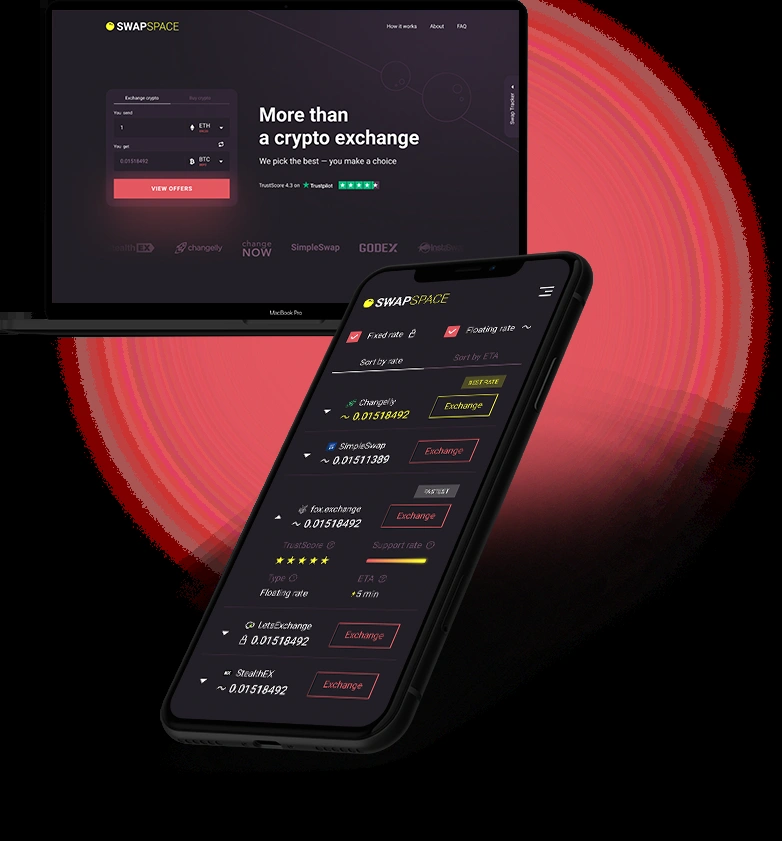 SWAPSPACE
How it works
About
FAQ
Exchange crypto
Buy crypto
You send
1
ETH
You get
0.01518492
BTC
VIEW OFFERS
More than
a crypto exchange
We pick the best — you make a choice
TrustScore 4.3 on Trustpilot
Swap Tracker
EX
changelly
change
NOW
SimpleSwap
GODEX
MacBook Pro
SWAPSPACE
Fixed rate
Floating rate
Sort by rate
Sort by ETA
BEST RATE
Changelly
~ 0.01518492
Exchange
SimpleSwap
~ 0.01511389
Exchange
FASTEST
fox.exchange
~ 0.01518492
Exchange
TrustScore
Support rate
Type
ETA
Floating rate
5 min
LetsExchange
0.01518492
Exchange
StealthEX
~ 0.01518492
Exchange